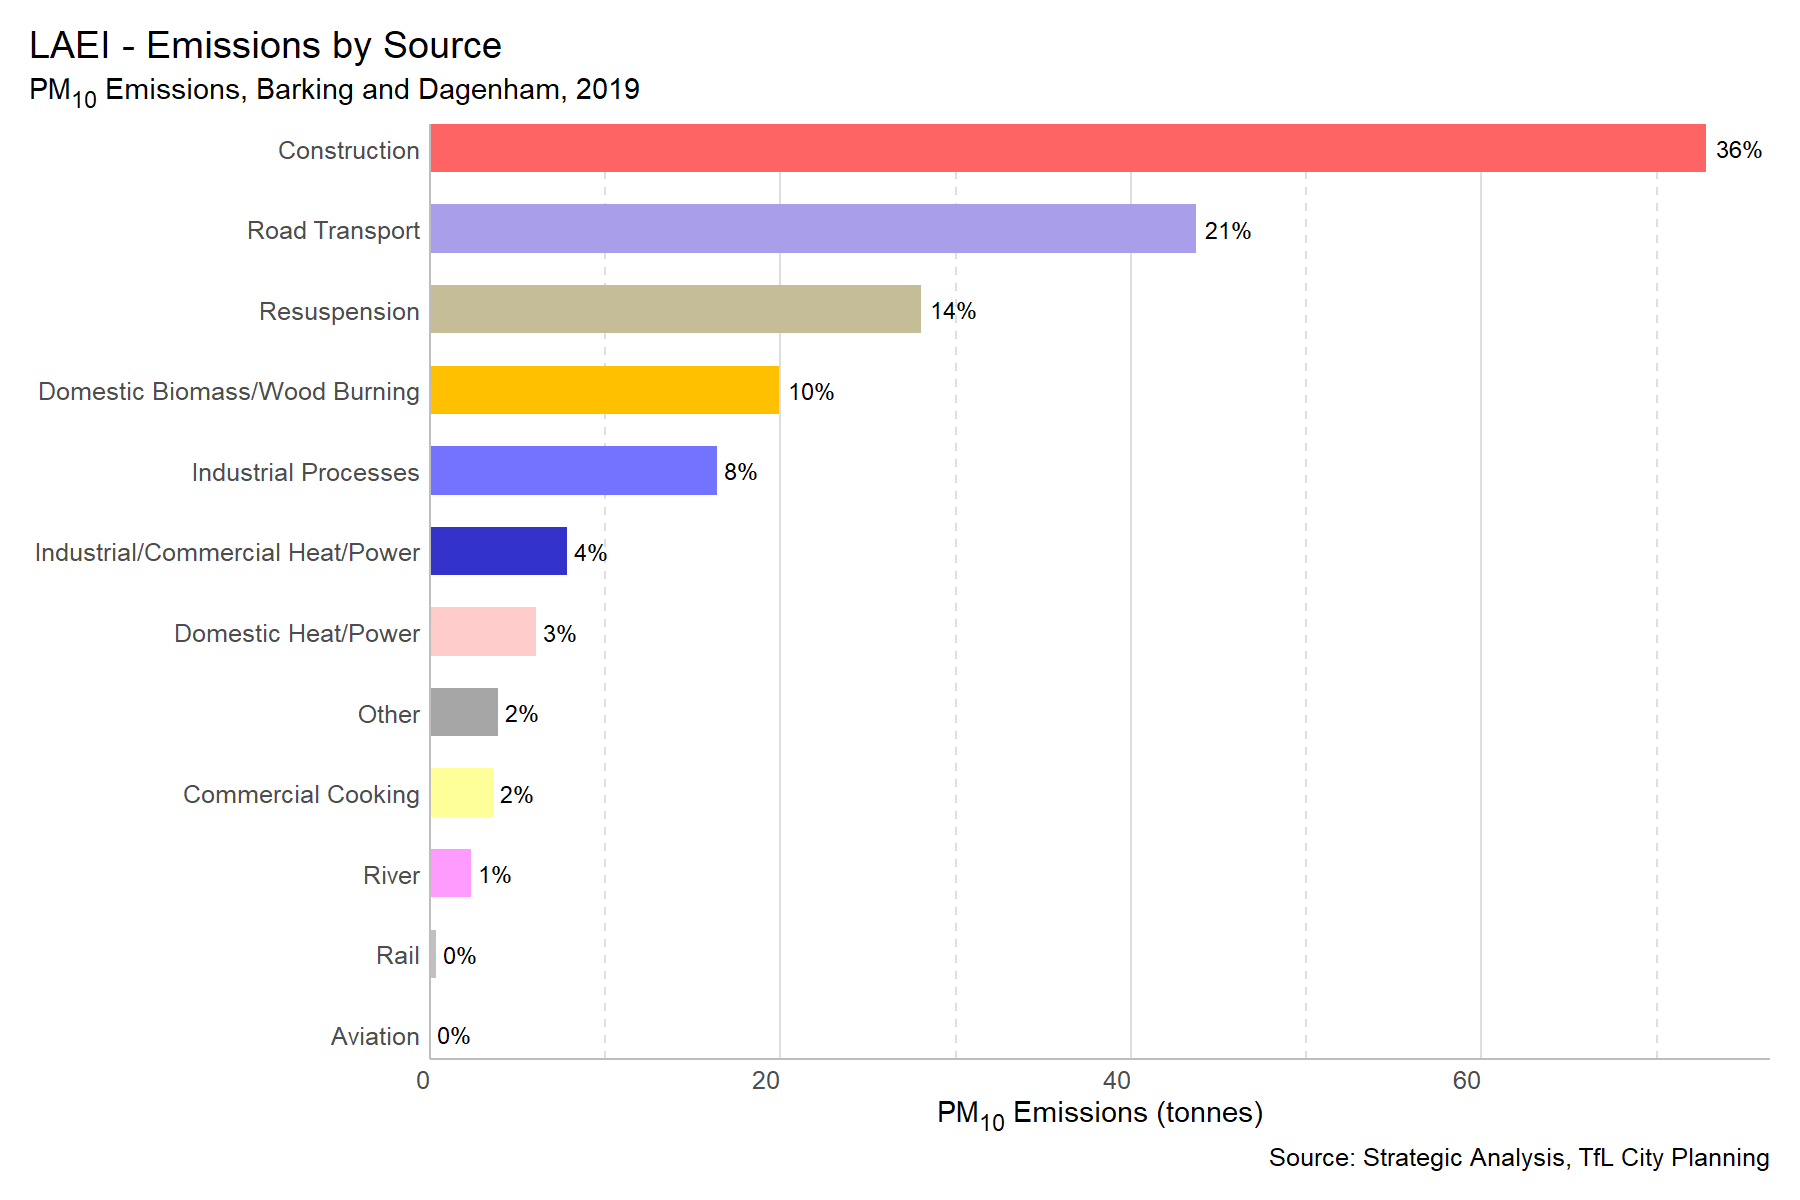 LAEI - Emissions by Source
PM10 Emissions, Barking and Dagenham, 2019
Construction 36%
Road Transport 21%
Resuspension 14%
Domestic Biomass/Wood Burning 10%
Industrial Processes 8%
Industrial/Commercial Heat/Power 4%
Domestic Heat/Power 3%
Other 2%
Commercial Cooking 2%
River 1%
Rail 0%
Aviation 0%
0 20 40 60
PM10 Emissions (tonnes)
Source: Strategic Analysis, TfL City Planning